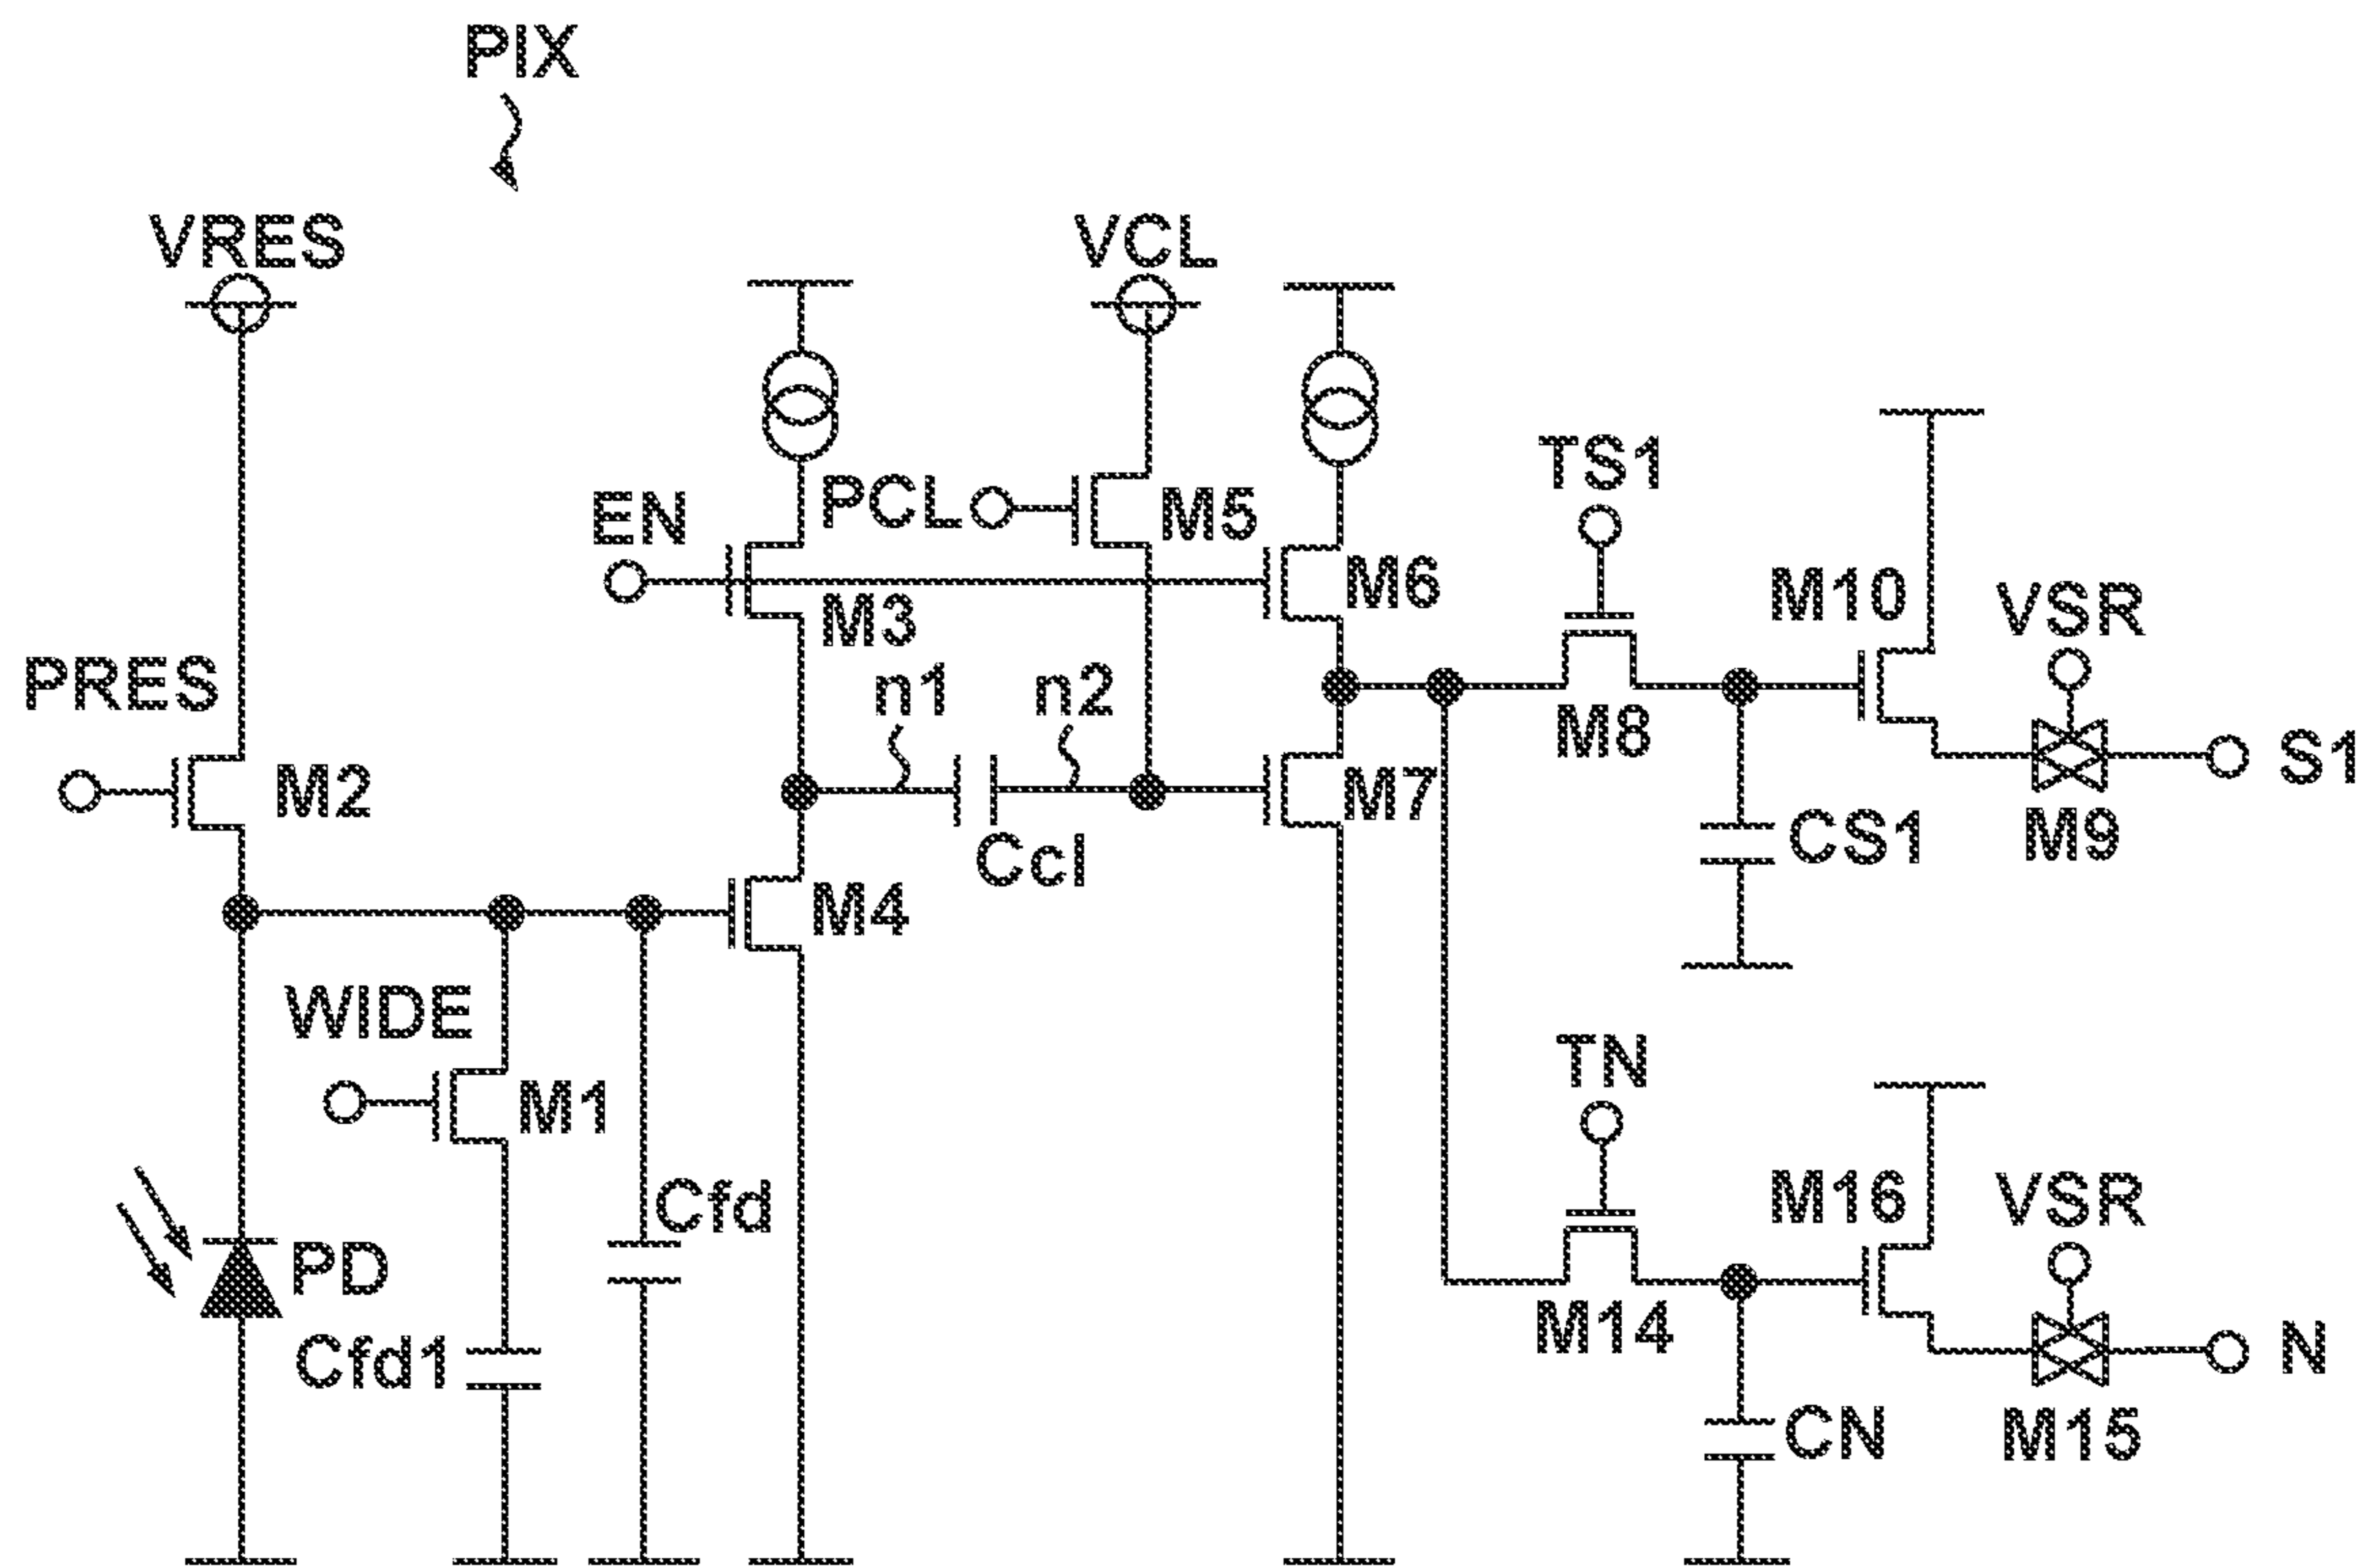 PIX
VRES
VCL
TS1
EN
PCL
M5
M6
M10
VSR
M3
PRES
n1
n2
M8
S1
M2
M7
CS1
M9
Ccl
M4
WIDE
TN
M1
Cfd
M16
VSR
PD
M14
N
Cfd1
CN
M15